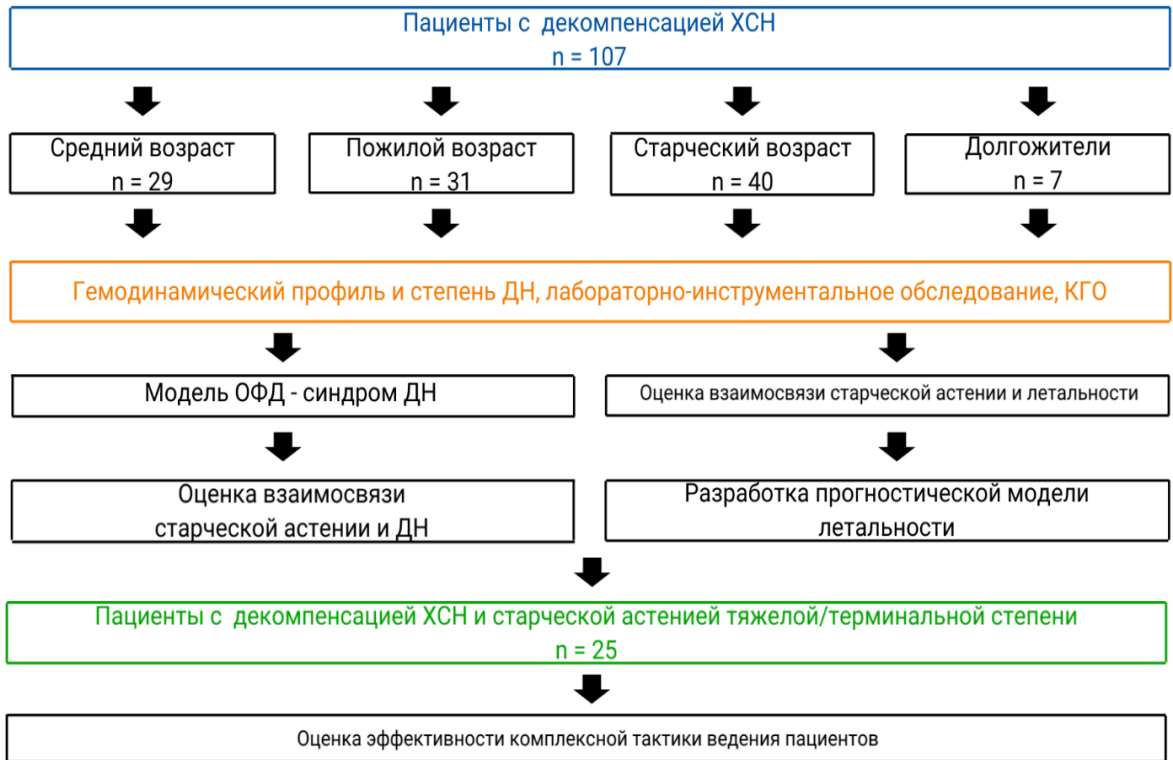 Пациенты с декомпенсацией ХСН
n = 107
Средний возраст
n = 29
Пожилой возраст
n = 31
Старческий возраст
n = 40
Долгожители
n = 7
Гемодинамический профиль и степень ДН, лабораторно-инструментальное обследование, КГО
Модель ОФД - синдром ДН
Оценка взаимосвязи старческой астении и летальности
Оценка взаимосвязи
старческой астении и ДН
Разработка прогностической модели
летальности
Пациенты с декомпенсацией ХСН и старческой астенией тяжелой/терминальной степени
n = 25
Оценка эффективности комплексной тактики ведения пациентов